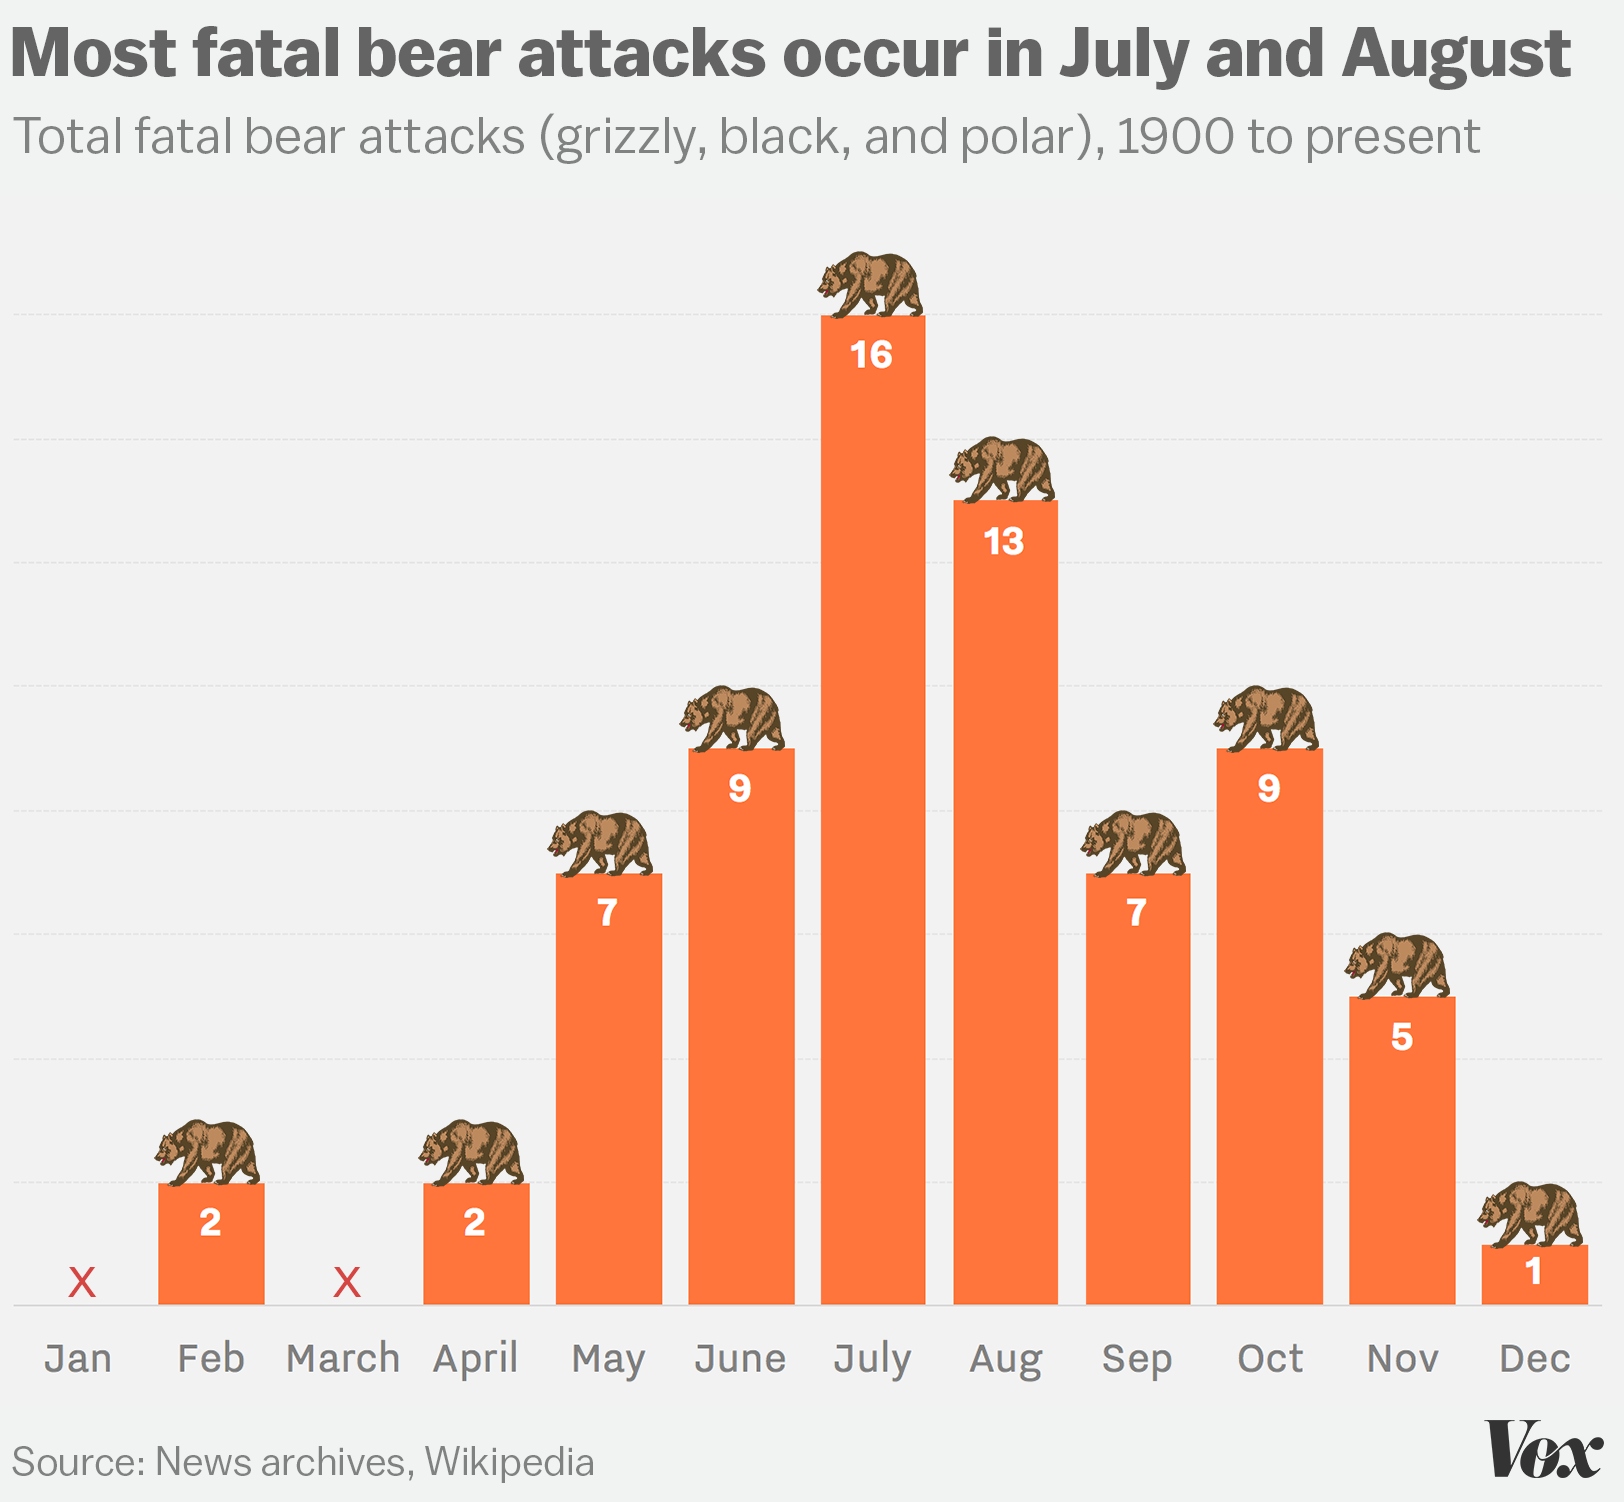 Most fatal bear attacks occur in July and August
Total fatal bear attacks (grizzly, black, and polar), 1900 to present
16
13
9
9
7
7
5
2
2
1
X
X
Jan Feb March April May June July Aug Sep Oct Nov Dec
Source: News archives, Wikipedia
Vox